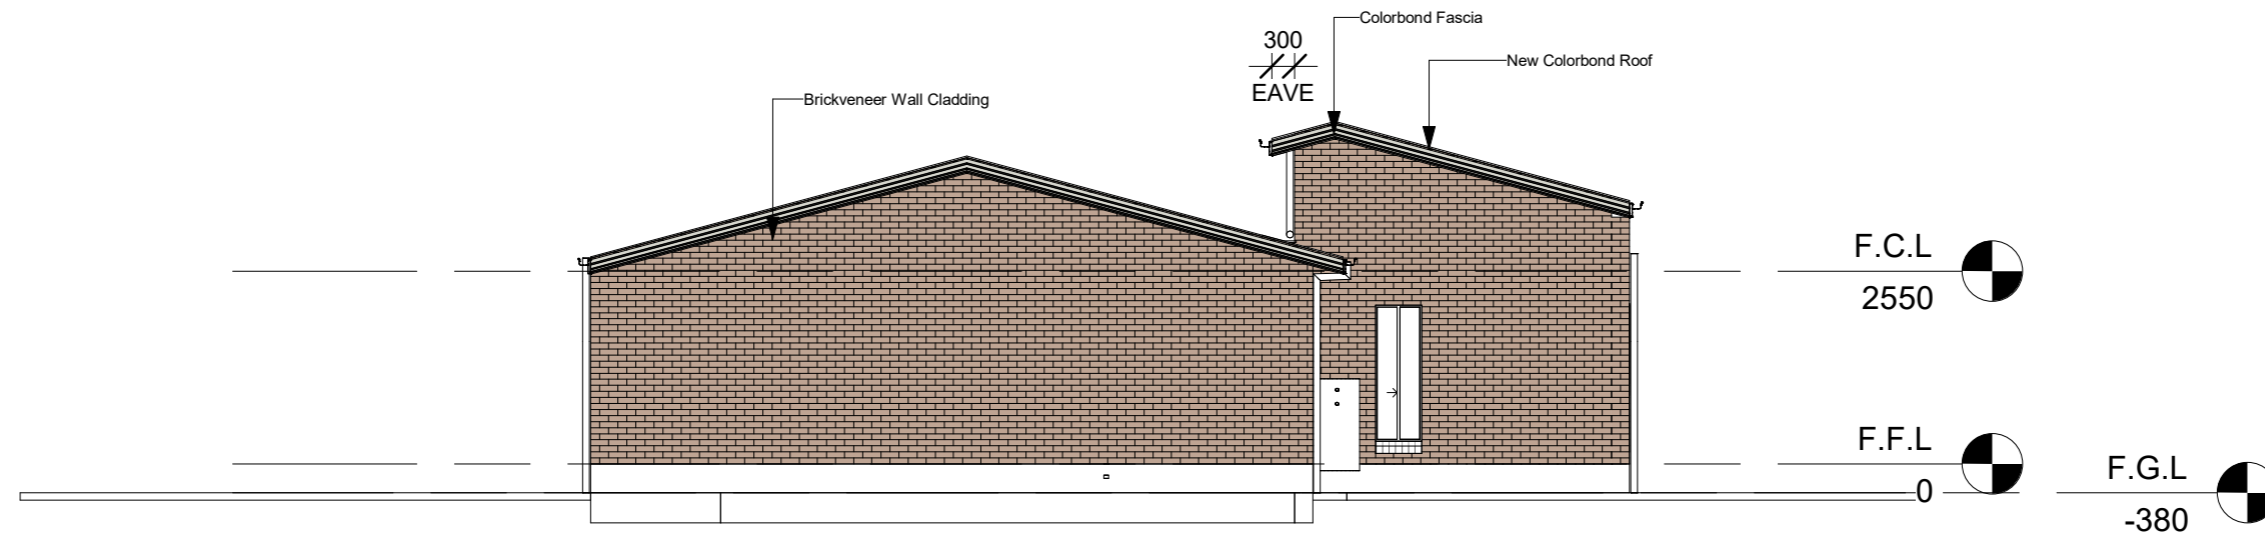 Colorbond Fascia
300
EAVE
New Colorbond Roof
Brickveneer Wall Cladding
F.C.L
2550
F.F.L
0
F.G.L
-380